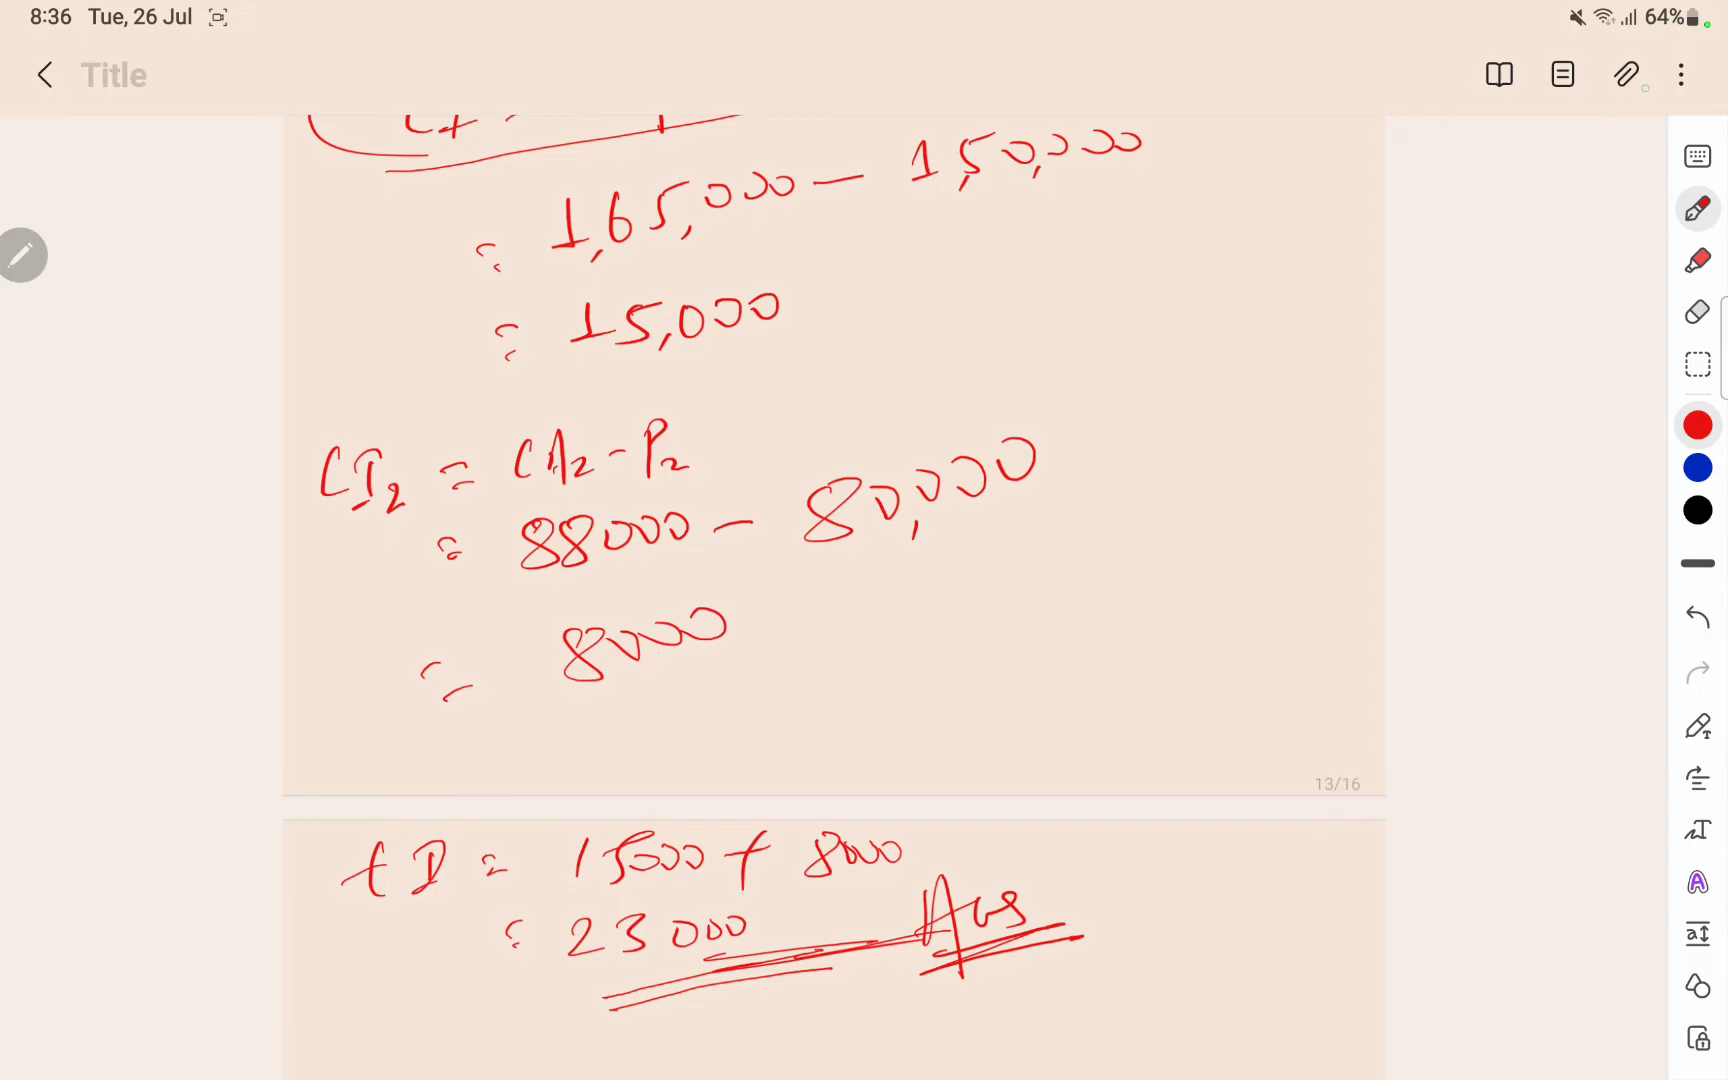 8:36 Tue, 26 Jul 64%
Title
= 1,65,000 - 1,50,000
= 15,000
CI2 = CA2 - P2
= 88000 - 80,000
= 8000
13/16
= 15000 + 8000
= 23000 Ans